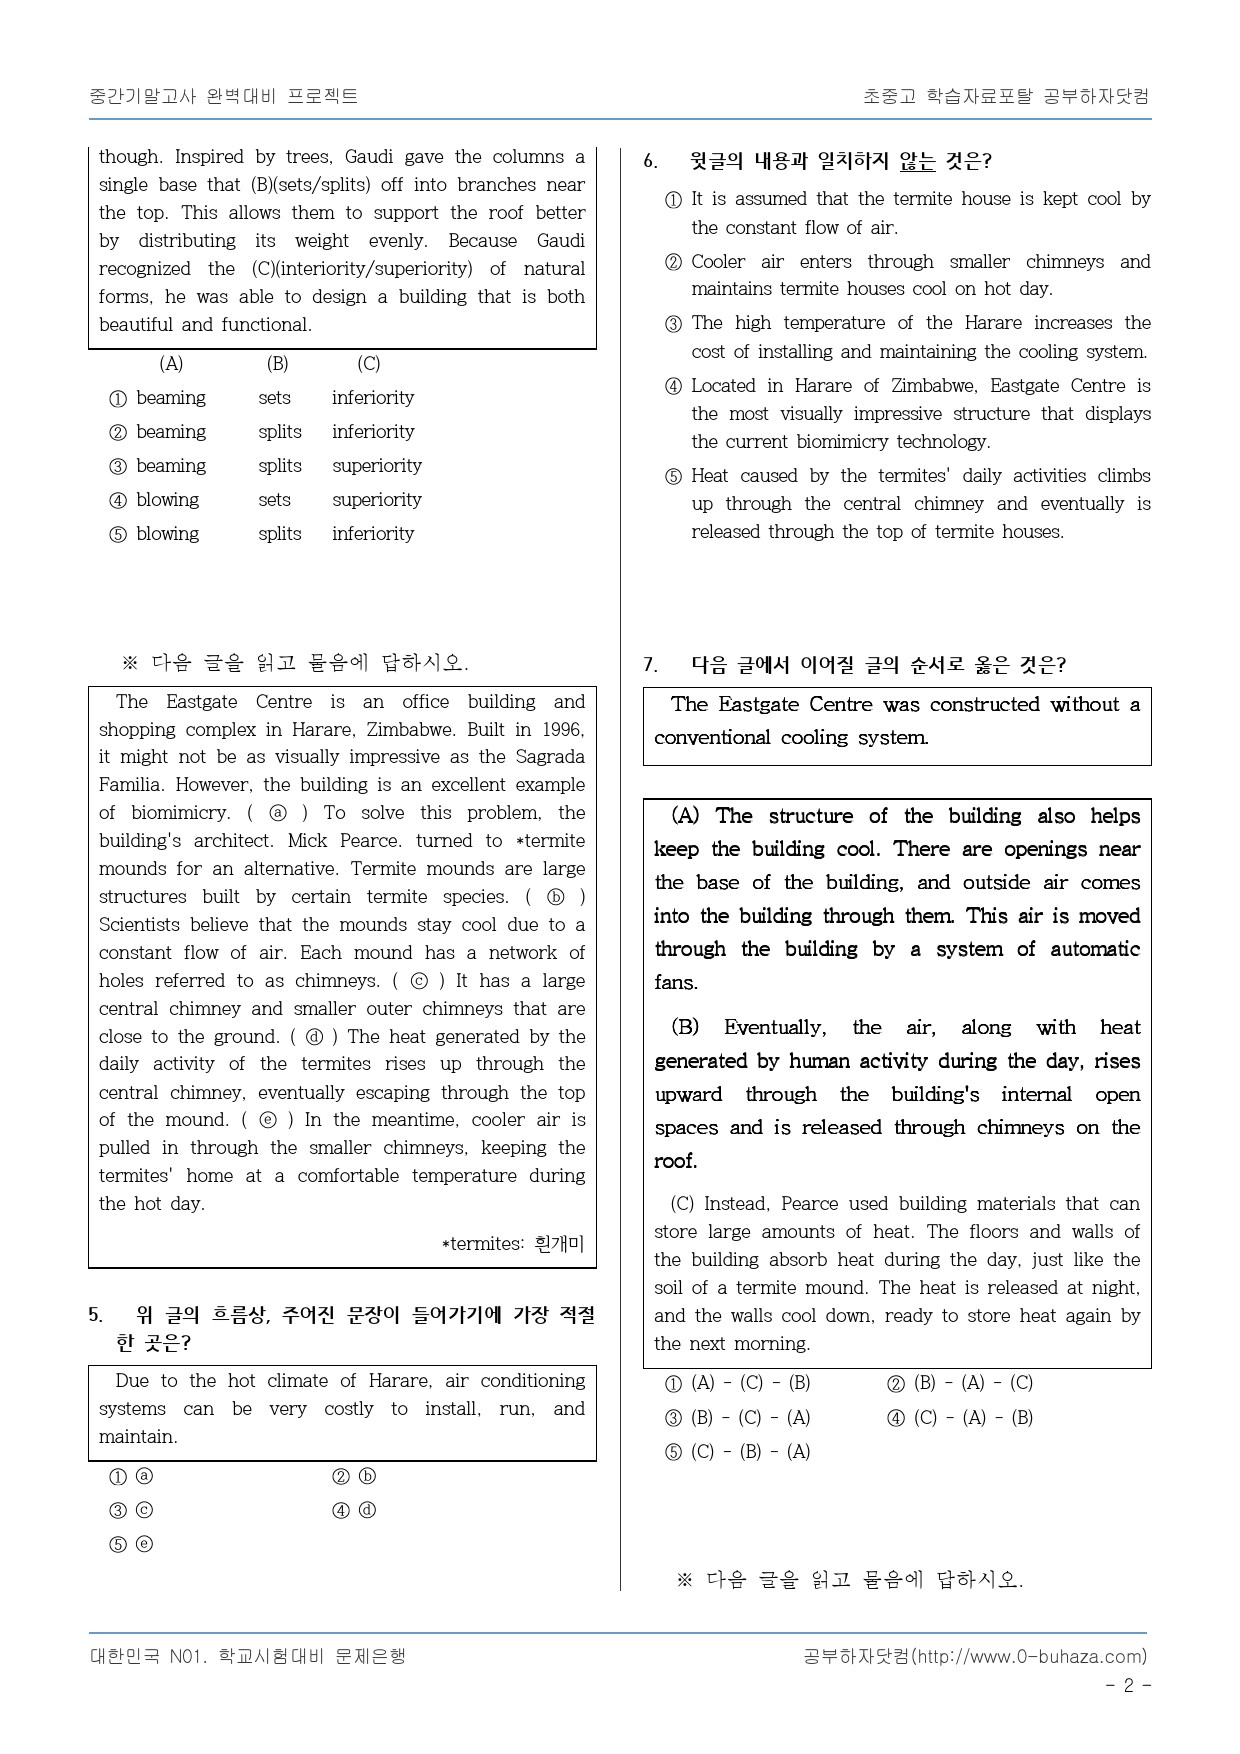 중간기말고사 완벽대비 프로젝트
초중고 학습자료포탈 공부하자닷컴
though. Inspired by trees, Gaudi gave the columns a
single base that (B)(sets/splits) off into branches near
the top. This allows them to support the roof better
by distributing its weight evenly. Because Gaudi
recognized the (C)(interiority/superiority) of natural
forms, he was able to design a building that is both
beautiful and functional.
(A) (B) (C)
① beaming sets inferiority
② beaming splits inferiority
③ beaming splits superiority
④ blowing sets superiority
⑤ blowing splits inferiority
※ 다음 글을 읽고 물음에 답하시오.
The Eastgate Centre is an office building and
shopping complex in Harare, Zimbabwe. Built in 1996,
it might not be as visually impressive as the Sagrada
Familia. However, the building is an excellent example
of biomimicry. ( ⓐ ) To solve this problem, the
building's architect. Mick Pearce. turned to *termite
mounds for an alternative. Termite mounds are large
structures built by certain termite species. ( ⓑ )
Scientists believe that the mounds stay cool due to a
constant flow of air. Each mound has a network of
holes referred to as chimneys. ( ⓒ ) It has a large
central chimney and smaller outer chimneys that are
close to the ground. ( ⓓ ) The heat generated by the
daily activity of the termites rises up through the
central chimney, eventually escaping through the top
of the mound. ( ⓔ ) In the meantime, cooler air is
pulled in through the smaller chimneys, keeping the
termites' home at a comfortable temperature during
the hot day.
*termites: 흰개미
5. 위 글의 흐름상, 주어진 문장이 들어가기에 가장 적절
한 곳은?
Due to the hot climate of Harare, air conditioning
systems can be very costly to install, run, and
maintain.
① ⓐ ② ⓑ
③ ⓒ ④ ⓓ
⑤ ⓔ
6. 윗글의 내용과 일치하지 않는 것은?
① It is assumed that the termite house is kept cool by
the constant flow of air.
② Cooler air enters through smaller chimneys and
maintains termite houses cool on hot day.
③ The high temperature of the Harare increases the
cost of installing and maintaining the cooling system.
④ Located in Harare of Zimbabwe, Eastgate Centre is
the most visually impressive structure that displays
the current biomimicry technology.
⑤ Heat caused by the termites' daily activities climbs
up through the central chimney and eventually is
released through the top of termite houses.
7. 다음 글에서 이어질 글의 순서로 옳은 것은?
The Eastgate Centre was constructed without a
conventional cooling system.
(A) The structure of the building also helps
keep the building cool. There are openings near
the base of the building, and outside air comes
into the building through them. This air is moved
through the building by a system of automatic
fans.
(B) Eventually, the air, along with heat
generated by human activity during the day, rises
upward through the building's internal open
spaces and is released through chimneys on the
roof.
(C) Instead, Pearce used building materials that can
store large amounts of heat. The floors and walls of
the building absorb heat during the day, just like the
soil of a termite mound. The heat is released at night,
and the walls cool down, ready to store heat again by
the next morning.
① (A) - (C) - (B) ② (B) - (A) - (C)
③ (B) - (C) - (A) ④ (C) - (A) - (B)
⑤ (C) - (B) - (A)
※ 다음 글을 읽고 물음에 답하시오.
대한민국 N01. 학교시험대비 문제은행
공부하자닷컴(http://www.0-buhaza.com)
- 2 -